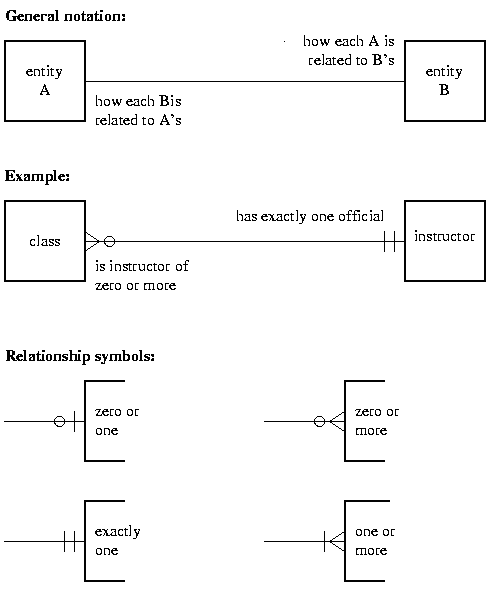 General notation:
how each A is
related to B's
entity
A
entity
B
how each Bis
related to A's
Example:
has exactly one official
class
instructor
is instructor of
zero or more
Relationship symbols:
zero or
one
zero or
more
exactly
one
one or
more